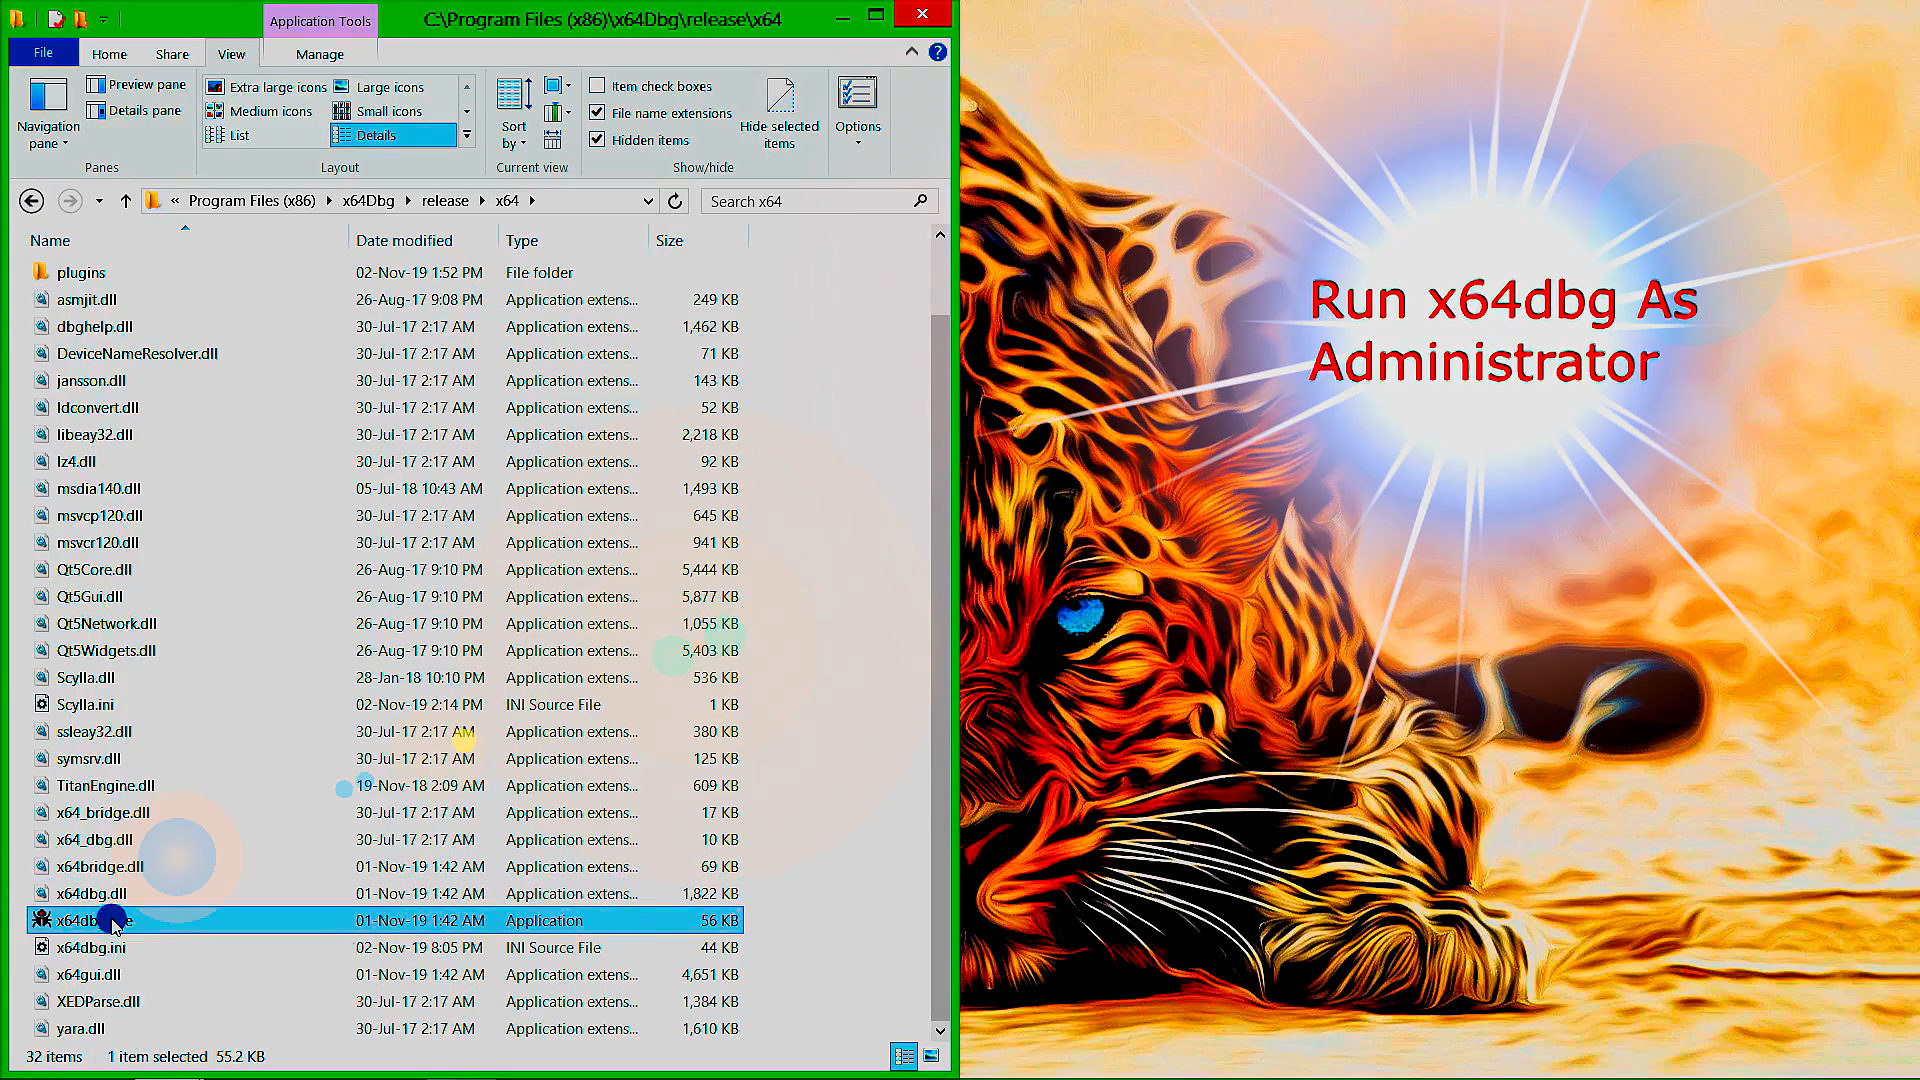 Application Tools
C:\Program Files (x86)\x64Dbg\release\x64
File
Home
Share
View
Manage
Navigation pane
Preview pane
Details pane
Panes
Extra large icons
Large icons
Medium icons
Small icons
List
Details
Layout
Sort by
Current view
Item check boxes
File name extensions
Hidden items
Hide selected items
Show/hide
Options
« Program Files (x86) x64Dbg release x64
Search x64
Name Date modified Type Size
plugins 02-Nov-19 1:52 PM File folder
asmjit.dll 26-Aug-17 9:08 PM Application extens... 249 KB
dbghelp.dll 30-Jul-17 2:17 AM Application extens... 1,462 KB
DeviceNameResolver.dll 30-Jul-17 2:17 AM Application extens... 71 KB
jansson.dll 30-Jul-17 2:17 AM Application extens... 143 KB
ldconvert.dll 30-Jul-17 2:17 AM Application extens... 52 KB
libeay32.dll 30-Jul-17 2:17 AM Application extens... 2,218 KB
lz4.dll 30-Jul-17 2:17 AM Application extens... 92 KB
msdia140.dll 05-Jul-18 10:43 AM Application extens... 1,493 KB
msvcp120.dll 30-Jul-17 2:17 AM Application extens... 645 KB
msvcr120.dll 30-Jul-17 2:17 AM Application extens... 941 KB
Qt5Core.dll 26-Aug-17 9:10 PM Application extens... 5,444 KB
Qt5Gui.dll 26-Aug-17 9:10 PM Application extens... 5,877 KB
Qt5Network.dll 26-Aug-17 9:10 PM Application extens... 1,055 KB
Qt5Widgets.dll 26-Aug-17 9:10 PM Application extens... 5,403 KB
Scylla.dll 28-Jan-18 10:10 PM Application extens... 536 KB
Scylla.ini 02-Nov-19 2:14 PM INI Source File 1 KB
ssleay32.dll 30-Jul-17 2:17 AM Application extens... 380 KB
symsrv.dll 30-Jul-17 2:17 AM Application extens... 125 KB
TitanEngine.dll 19-Nov-18 2:09 AM Application extens... 609 KB
x64_bridge.dll 30-Jul-17 2:17 AM Application extens... 17 KB
x64_dbg.dll 30-Jul-17 2:17 AM Application extens... 10 KB
x64bridge.dll 01-Nov-19 1:42 AM Application extens... 69 KB
x64dbg.dll 01-Nov-19 1:42 AM Application extens... 1,822 KB
01-Nov-19 1:42 AM Application 56 KB
x64dbg.ini 02-Nov-19 8:05 PM INI Source File 44 KB
x64gui.dll 01-Nov-19 1:42 AM Application extens... 4,651 KB
XEDParse.dll 30-Jul-17 2:17 AM Application extens... 1,384 KB
yara.dll 30-Jul-17 2:17 AM Application extens... 1,610 KB
32 items 1 item selected 55.2 KB
Run x64dbg As
Administrator